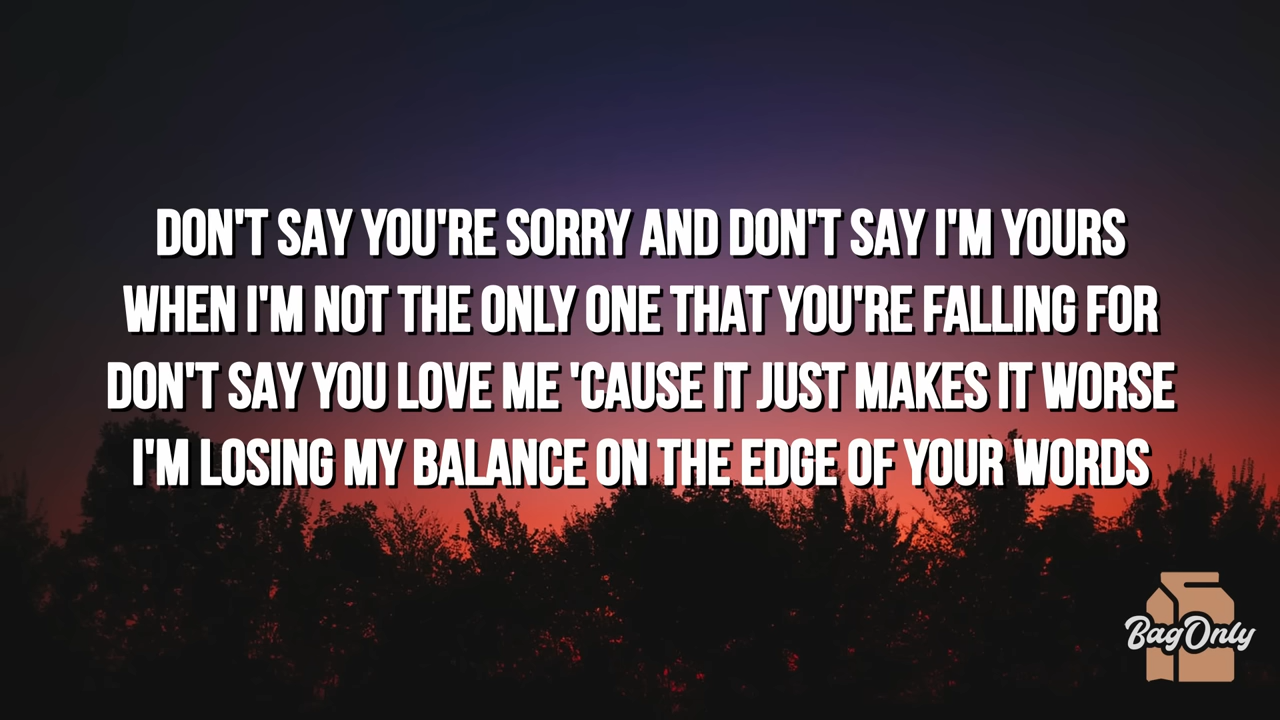 DON'T SAY YOU'RE SORRY AND DON'T SAY I'M YOURS
WHEN I'M NOT THE ONLY ONE THAT YOU'RE FALLING FOR
DON'T SAY YOU LOVE ME 'CAUSE IT JUST MAKES IT WORSE
I'M LOSING MY BALANCE ON THE EDGE OF YOUR WORDS
BagOnly